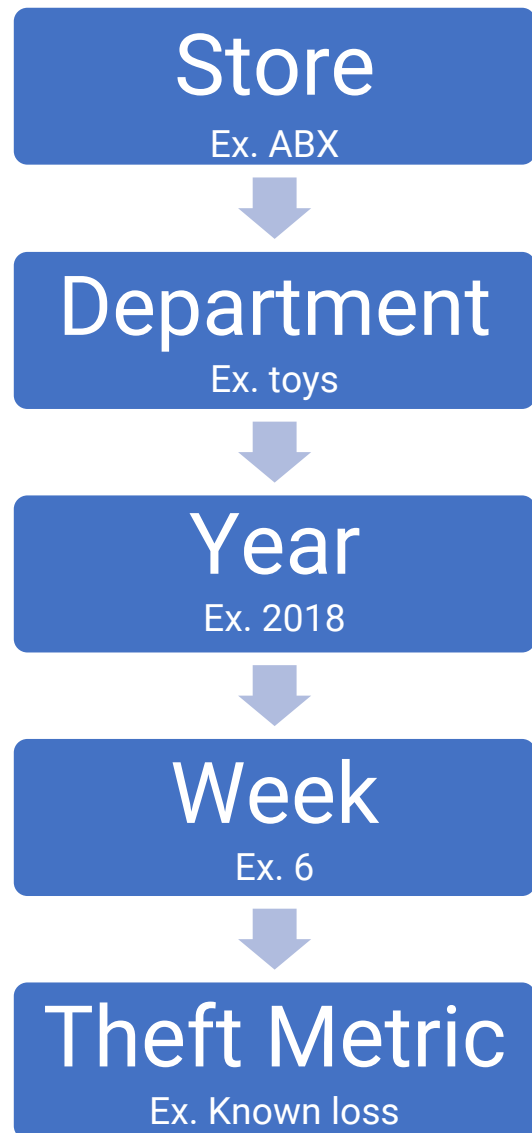 Store
Ex. ABX
Department
Ex. toys
Year
Ex. 2018
Week
Ex. 6
Theft Metric
Ex. Known loss